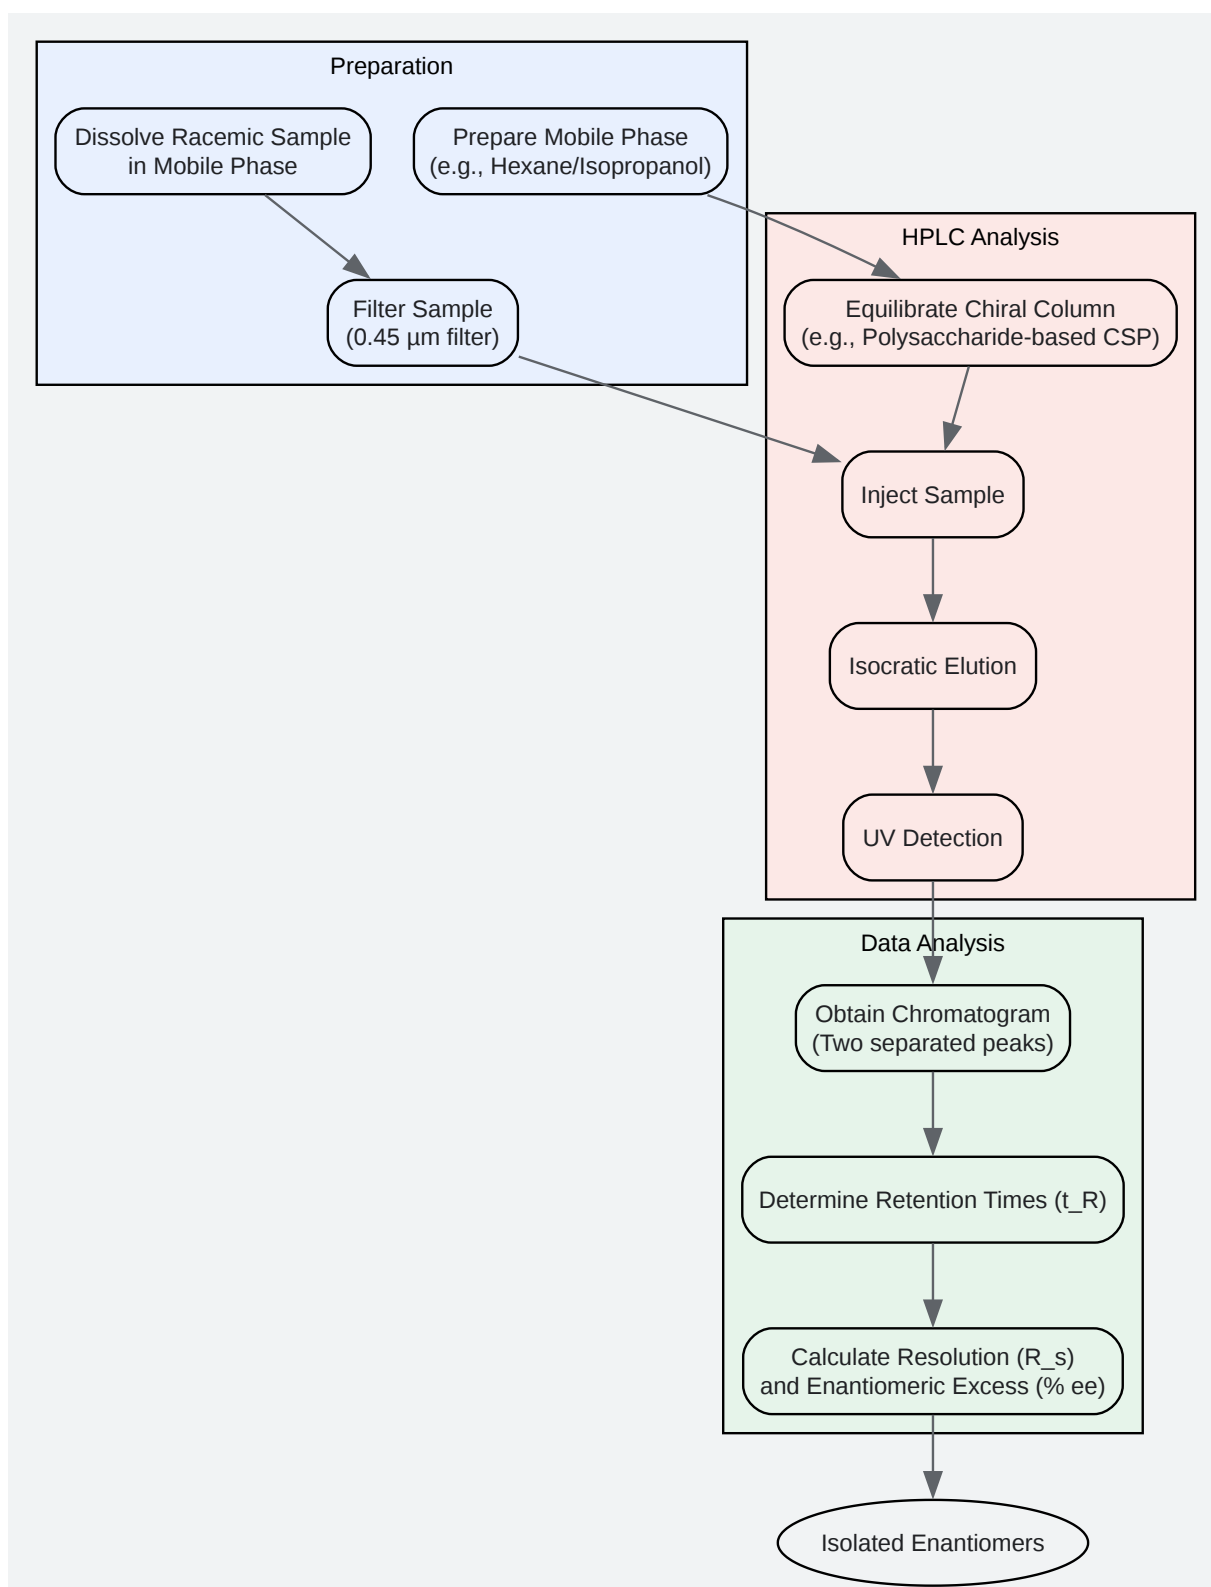 Preparation
Dissolve Racemic Sample
in Mobile Phase
Prepare Mobile Phase
(e.g., Hexane/Isopropanol)
Filter Sample
(0.45 µm filter)
HPLC Analysis
Equilibrate Chiral Column
(e.g., Polysaccharide-based CSP)
Inject Sample
Isocratic Elution
UV Detection
Data Analysis
Obtain Chromatogram
(Two separated peaks)
Determine Retention Times (t_R)
Calculate Resolution (R_s)
and Enantiomeric Excess (% ee)
Isolated Enantiomers